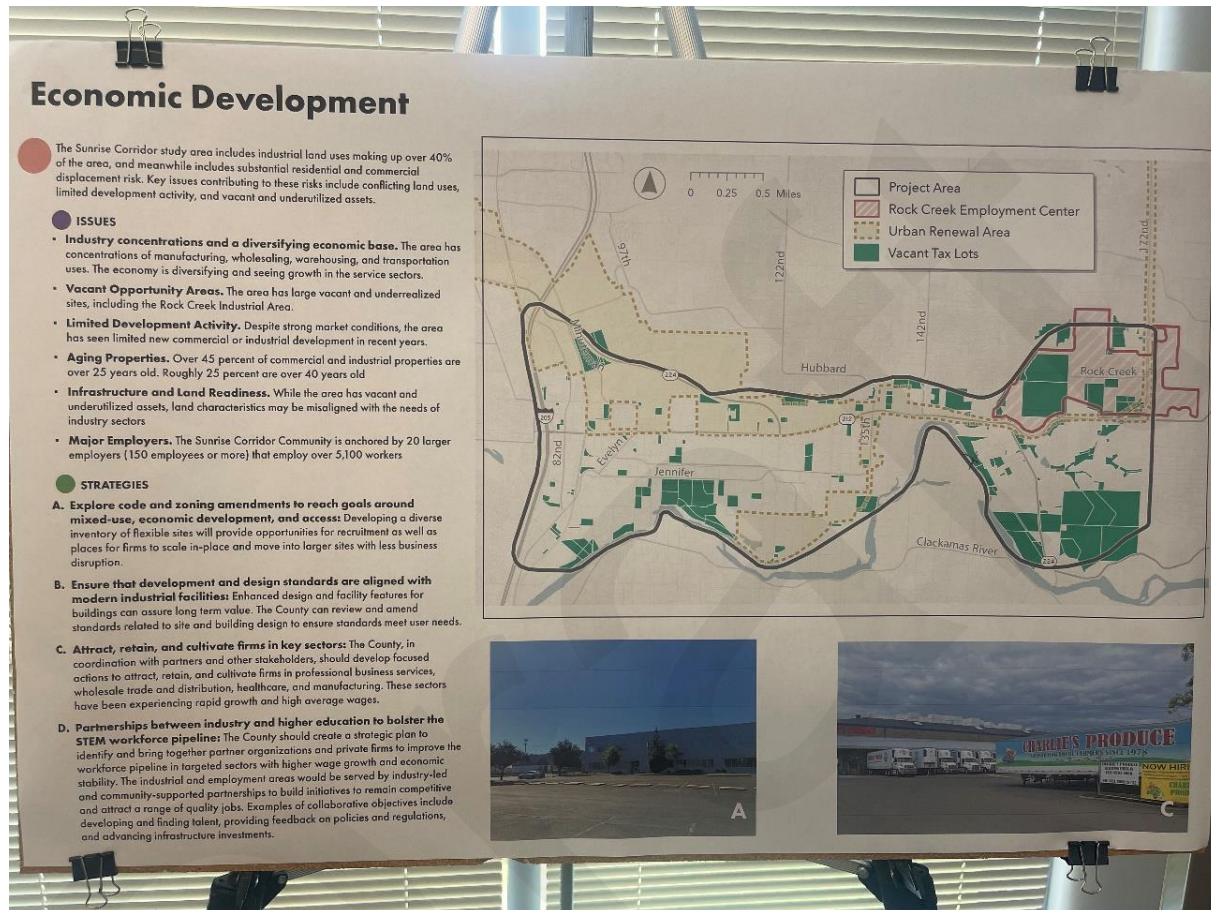 Economic Development
The Sunrise Corridor study area includes industrial land uses making up over 40%
of the area, and meanwhile includes substantial residential and commercial
displacement risk. Key issues contributing to these risks include conflicting land uses,
limited development activity, and vacant and underutilized assets.
ISSUES
• Industry concentrations and a diversifying economic base. The area has
concentrations of manufacturing, wholesaling, warehousing, and transportation
uses. The economy is diversifying and seeing growth in the service sectors.
• Vacant Opportunity Areas. The area has large vacant and underrealized
sites, including the Rock Creek Industrial Area.
• Limited Development Activity. Despite strong market conditions, the area
has seen limited new commercial or industrial development in recent years.
• Aging Properties. Over 45 percent of commercial and industrial properties are
over 25 years old. Roughly 25 percent are over 40 years old
• Infrastructure and Land Readiness. While the area has vacant and
underutilized assets, land characteristics may be misaligned with the needs of
industry sectors
• Major Employers. The Sunrise Corridor Community is anchored by 20 larger
employers (150 employees or more) that employ over 5,100 workers
STRATEGIES
A. Explore code and zoning amendments to reach goals around
mixed-use, economic development, and access: Developing a diverse
inventory of flexible sites will provide opportunities for recruitment as well as
places for firms to scale in-place and move into larger sites with less business
disruption.
B. Ensure that development and design standards are aligned with
modern industrial facilities: Enhanced design and facility features for
buildings can assure long term value. The County can review and amend
standards related to site and building design to ensure standards meet user needs.
C. Attract, retain, and cultivate firms in key sectors: The County, in
coordination with partners and other stakeholders, should develop focused
actions to attract, retain, and cultivate firms in professional business services,
wholesale trade and distribution, healthcare, and manufacturing. These sectors
have been experiencing rapid growth and high average wages.
D. Partnerships between industry and higher education to bolster the
STEM workforce pipeline: The County should create a strategic plan to
identify and bring together partner organizations and private firms to improve the
workforce pipeline in targeted sectors with higher wage growth and economic
stability. The industrial and employment areas would be served by industry-led
and community-supported partnerships to build initiatives to remain competitive
and attract a range of quality jobs. Examples of collaborative objectives include
developing and finding talent, providing feedback on policies and regulations,
and advancing infrastructure investments.
0 0.25 0.5 Miles
Project Area
Rock Creek Employment Center
Urban Renewal Area
Vacant Tax Lots
97th
122nd
142nd
172nd
224
Hubbard
Rock Creek
205
212
135th
82nd
Evelyn
Jennifer
Clackamas River
224
A
CHARLIE'S PRODUCE
SINCE 1978
NOW HIRI
C